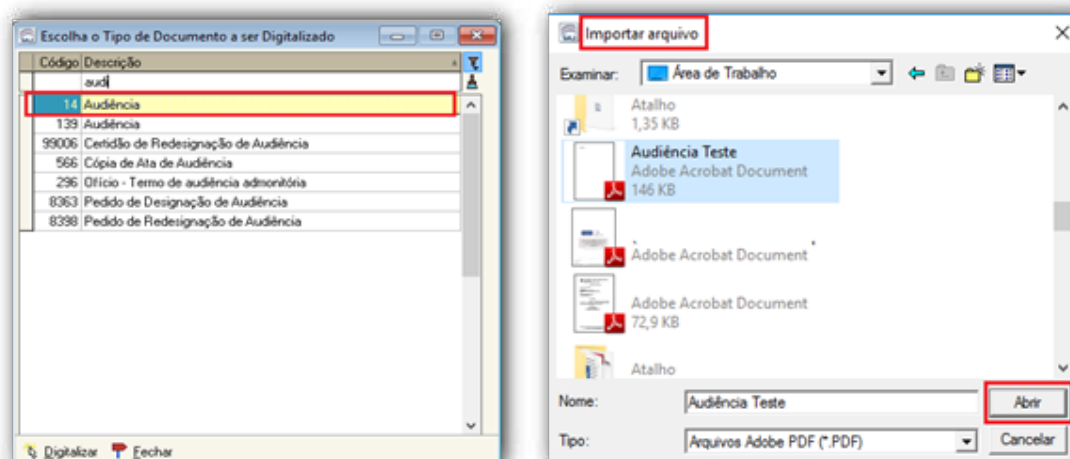 Escolha o Tipo de Documento a ser Digitalizado
Código Descrição
audi
14 Audiência
139 Audiência
99006 Certidão de Redesignação de Audiência
566 Cópia de Ata de Audiência
296 Ofício - Termo de audiência admonitória
8363 Pedido de Designação de Audiência
8398 Pedido de Redesignação de Audiência
Digitalizar Fechar
Importar arquivo
Examinar: Área de Trabalho
Atalho
1,35 KB
Audiência Teste
Adobe Acrobat Document
146 KB
Adobe Acrobat Document
Adobe Acrobat Document
72,9 KB
Atalho
Nome: Audiência Teste Abrir
Tipo: Arquivos Adobe PDF (*.PDF) Cancelar